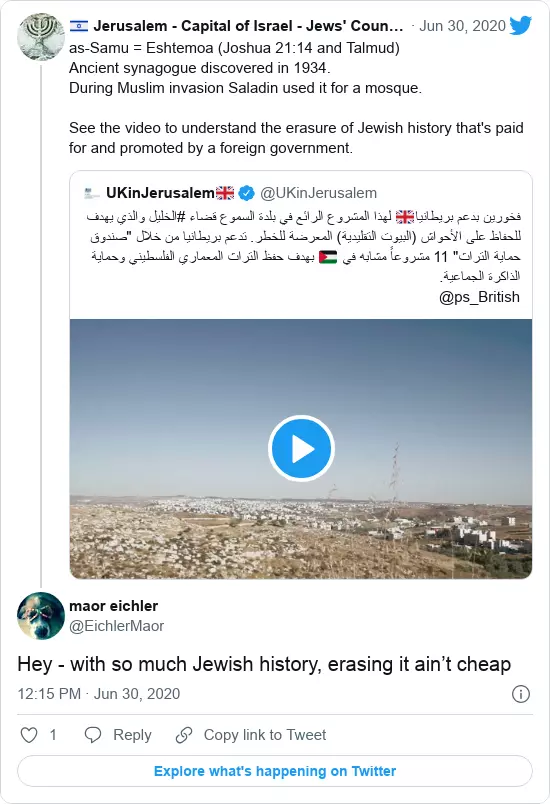 Jerusalem - Capital of Israel - Jews' Coun… · Jun 30, 2020
as-Samu = Eshtemoa (Joshua 21:14 and Talmud)
Ancient synagogue discovered in 1934.
During Muslim invasion Saladin used it for a mosque.
See the video to understand the erasure of Jewish history that's paid
for and promoted by a foreign government.
UKinJerusalem🇬🇧 @UKinJerusalem
فخورين بدعم بريطانيا🇬🇧 لهذا المشروع الرائع في بلدة السموع قضاء #الخليل والذي يهدف
للحفاظ على الأحواش (البيوت التقليدية) المعرضة للخطر. تدعم بريطانيا من خلال "صندوق
حماية التراث" 11 مشروعاً مشابه في 🇵🇸 بهدف حفظ التراث المعماري الفلسطيني وحماية
الذاكرة الجماعية.
@ps_British
maor eichler
@EichlerMaor
Hey - with so much Jewish history, erasing it ain’t cheap
12:15 PM · Jun 30, 2020
1 Reply Copy link to Tweet
Explore what's happening on Twitter